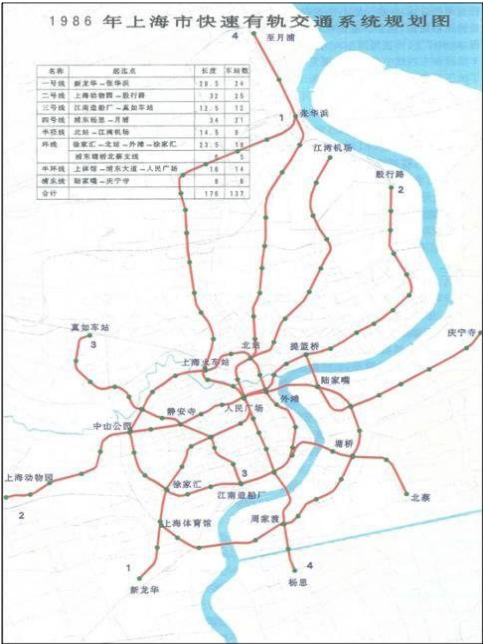 1986 年上海市快速有轨交通系统规划图
4
至月浦
名称 起迄点 长度 车站数
一号线 新龙华—张华浜 28.5 24
二号线 上海动物园—殷行路 32 25
三号线 江南造船厂—真如车站 12.5 12
四号线 浦东杨思—月浦 34 21
半径线 北站—江湾机场 14.5
环线 徐家汇—北站—外滩—徐家汇 23.5 18
浦东塘桥北蔡支线 5
半环线 上体馆—浦东大道—人民广场 16 14
浦东线 陆家嘴—庆宁寺 8
合计 176 137
1
张华浜
江湾机场
殷行路
2
真如车站
3
庆宁寺
北站
提篮桥
上海火车站
陆家嘴
静安寺
人民广场
外滩
中山公园
塘桥
上海动物园
2
徐家汇
3
江南造船厂
北蔡
上海体育馆
周家渡
1
新龙华
4
杨思